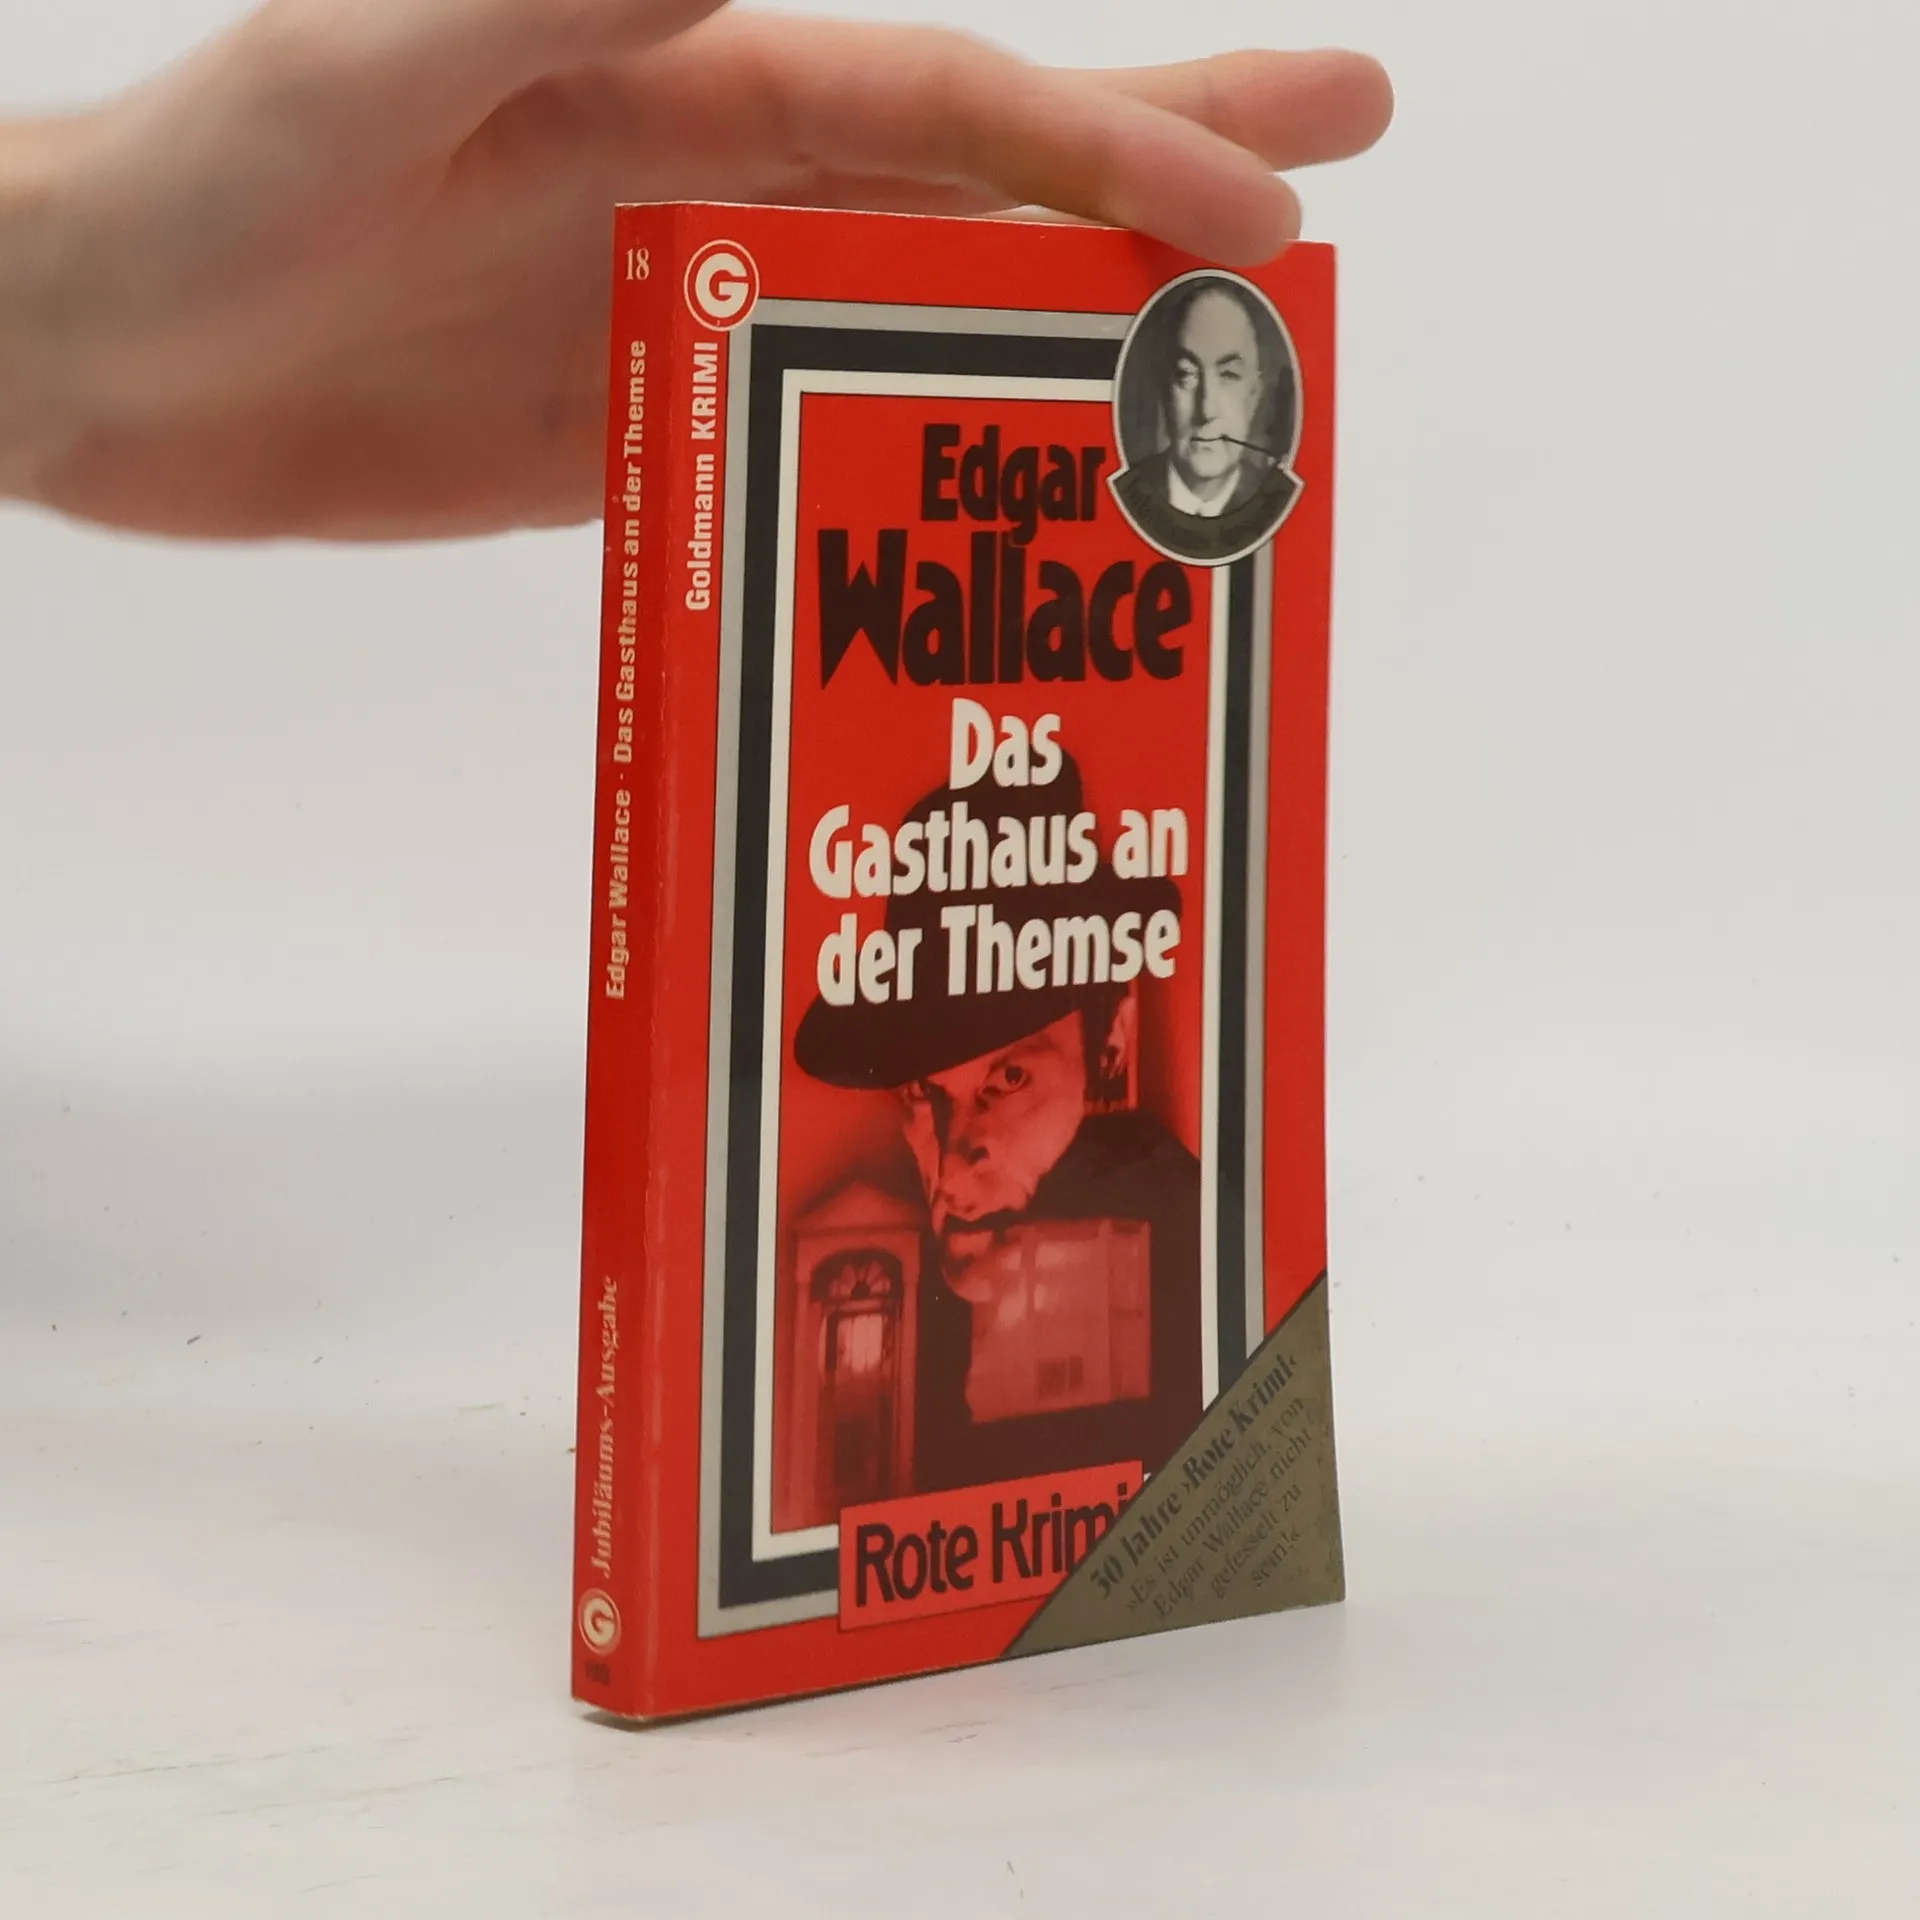 18
Edgar Wallace · Das Gasthaus an der Themse
Jubiläums-Ausgabe
G
G
Goldmann KRIMI
Edgar
Wallace
Das
Gasthaus an
der Themse
Rote Krimi
50 Jahre ›Rote Krimi‹
»Es ist unmöglich, von
Edgar Wallace nicht
gefesselt zu
sein!«